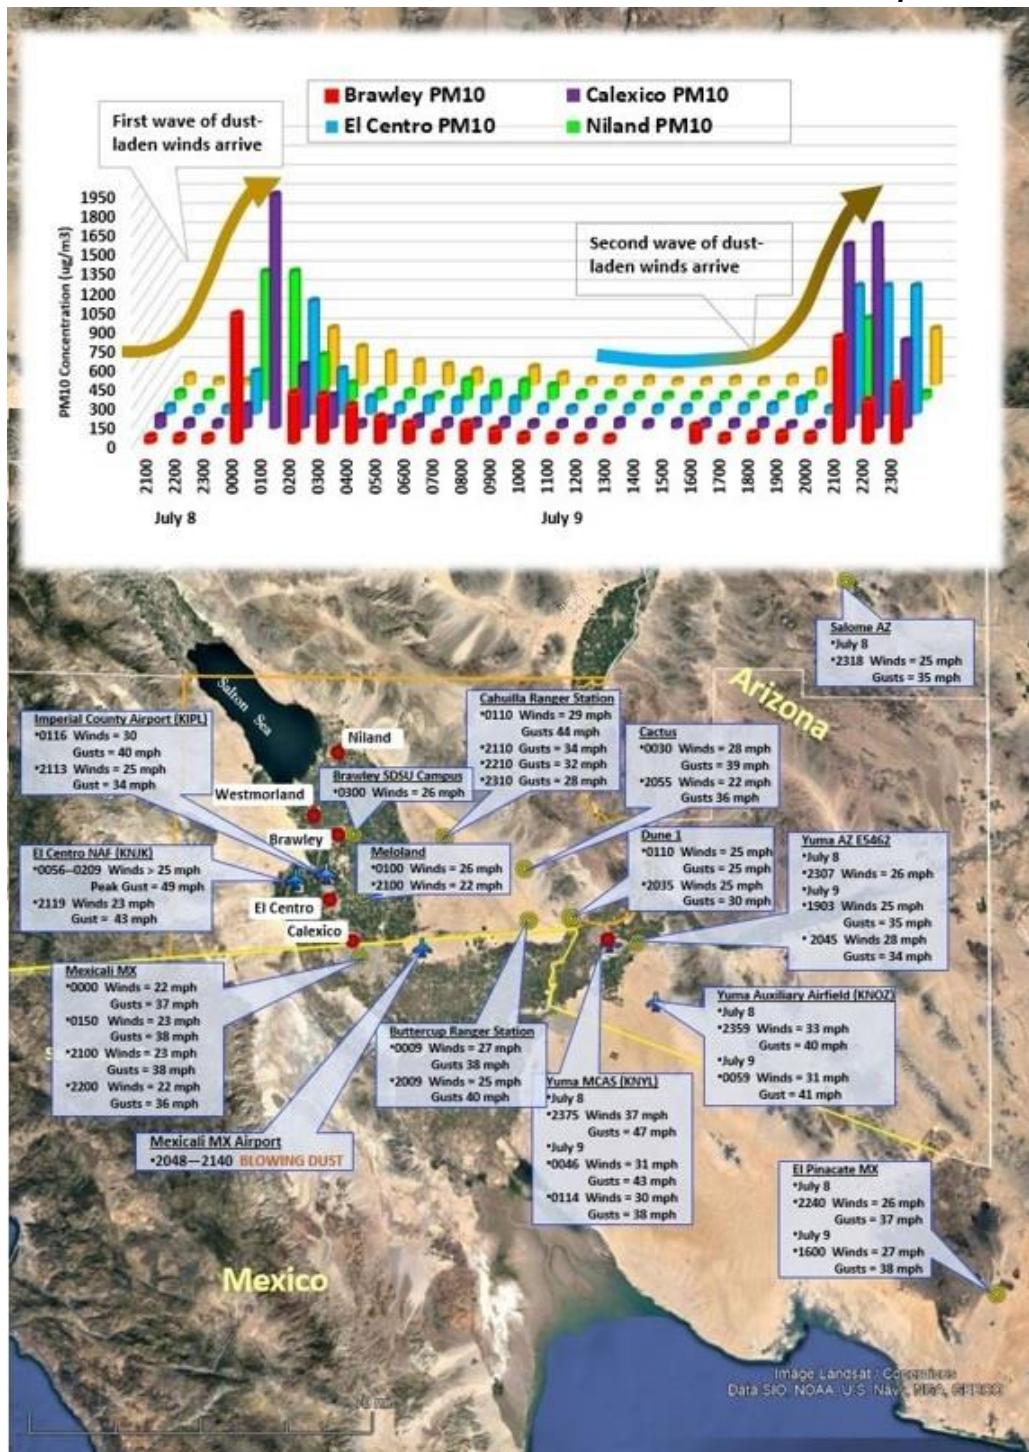 Brawley PM10
Calexico PM10
El Centro PM10
Niland PM10
First wave of dust-
laden winds arrive
Second wave of dust-
laden winds arrive
PM10 Concentration (ug/m3)
1950
1800
1650
1500
1350
1200
1050
900
750
600
450
300
150
0
2100
2200
2300
0000
0100
0200
0300
0400
0500
0600
0700
0800
0900
1000
1100
1200
1300
1400
1500
1600
1700
1800
1900
2000
2100
2200
2300
July 8
July 9
Salome AZ
*July 8
*2318 Winds = 25 mph
Gusts = 35 mph
Arizona
Salton Sea
Imperial County Airport (KIPL)
*0116 Winds = 30
Gusts = 40 mph
*2113 Winds = 25 mph
Gust = 34 mph
Niland
Cahuilla Ranger Station
*0110 Winds = 29 mph
Gusts 44 mph
*2110 Gusts = 34 mph
*2210 Gusts = 32 mph
*2310 Gusts = 28 mph
Cactus
*0030 Winds = 28 mph
Gusts = 39 mph
*2055 Winds = 22 mph
Gusts 36 mph
Brawley SDSU Campus
*0300 Winds = 26 mph
Westmorland
Brawley
El Centro NAF (KNJK)
*0056—0209 Winds > 25 mph
Peak Gust = 49 mph
*2119 Winds 23 mph
Gust = 43 mph
Meloland
*0100 Winds = 26 mph
*2100 Winds = 22 mph
Dune 1
*0110 Winds = 25 mph
Gusts = 25 mph
*2035 Winds 25 mph
Gusts = 30 mph
Yuma AZ E5462
*July 8
*2307 Winds = 26 mph
*July 9
*1903 Winds 25 mph
Gusts = 35 mph
* 2045 Winds 28 mph
Gusts = 34 mph
El Centro
Calexico
Mexicali MX
*0000 Winds = 22 mph
Gusts = 37 mph
*0150 Winds = 23 mph
Gusts = 38 mph
*2100 Winds = 23 mph
Gusts = 38 mph
*2200 Winds = 22 mph
Gusts = 36 mph
Buttercup Ranger Station
*0009 Winds = 27 mph
Gusts 38 mph
*2009 Winds = 25 mph
Gusts 40 mph
Yuma Auxiliary Airfield (KNOZ)
*July 8
*2359 Winds = 33 mph
Gusts = 40 mph
*July 9
*0059 Winds = 31 mph
Gust = 41 mph
Yuma MCAS (KNYL)
*July 8
*2375 Winds 37 mph
Gusts = 47 mph
*July 9
*0046 Winds = 31 mph
Gusts = 43 mph
*0114 Winds = 30 mph
Gusts = 38 mph
Mexicali MX Airport
*2048—2140 BLOWING DUST
El Pinacate MX
*July 8
*2240 Winds = 26 mph
Gusts = 37 mph
*July 9
*1600 Winds = 27 mph
Gusts = 38 mph
Mexico
Image Landsat / Copernicus
Data SIO, NOAA, U.S. Navy, NGA, GEBCO